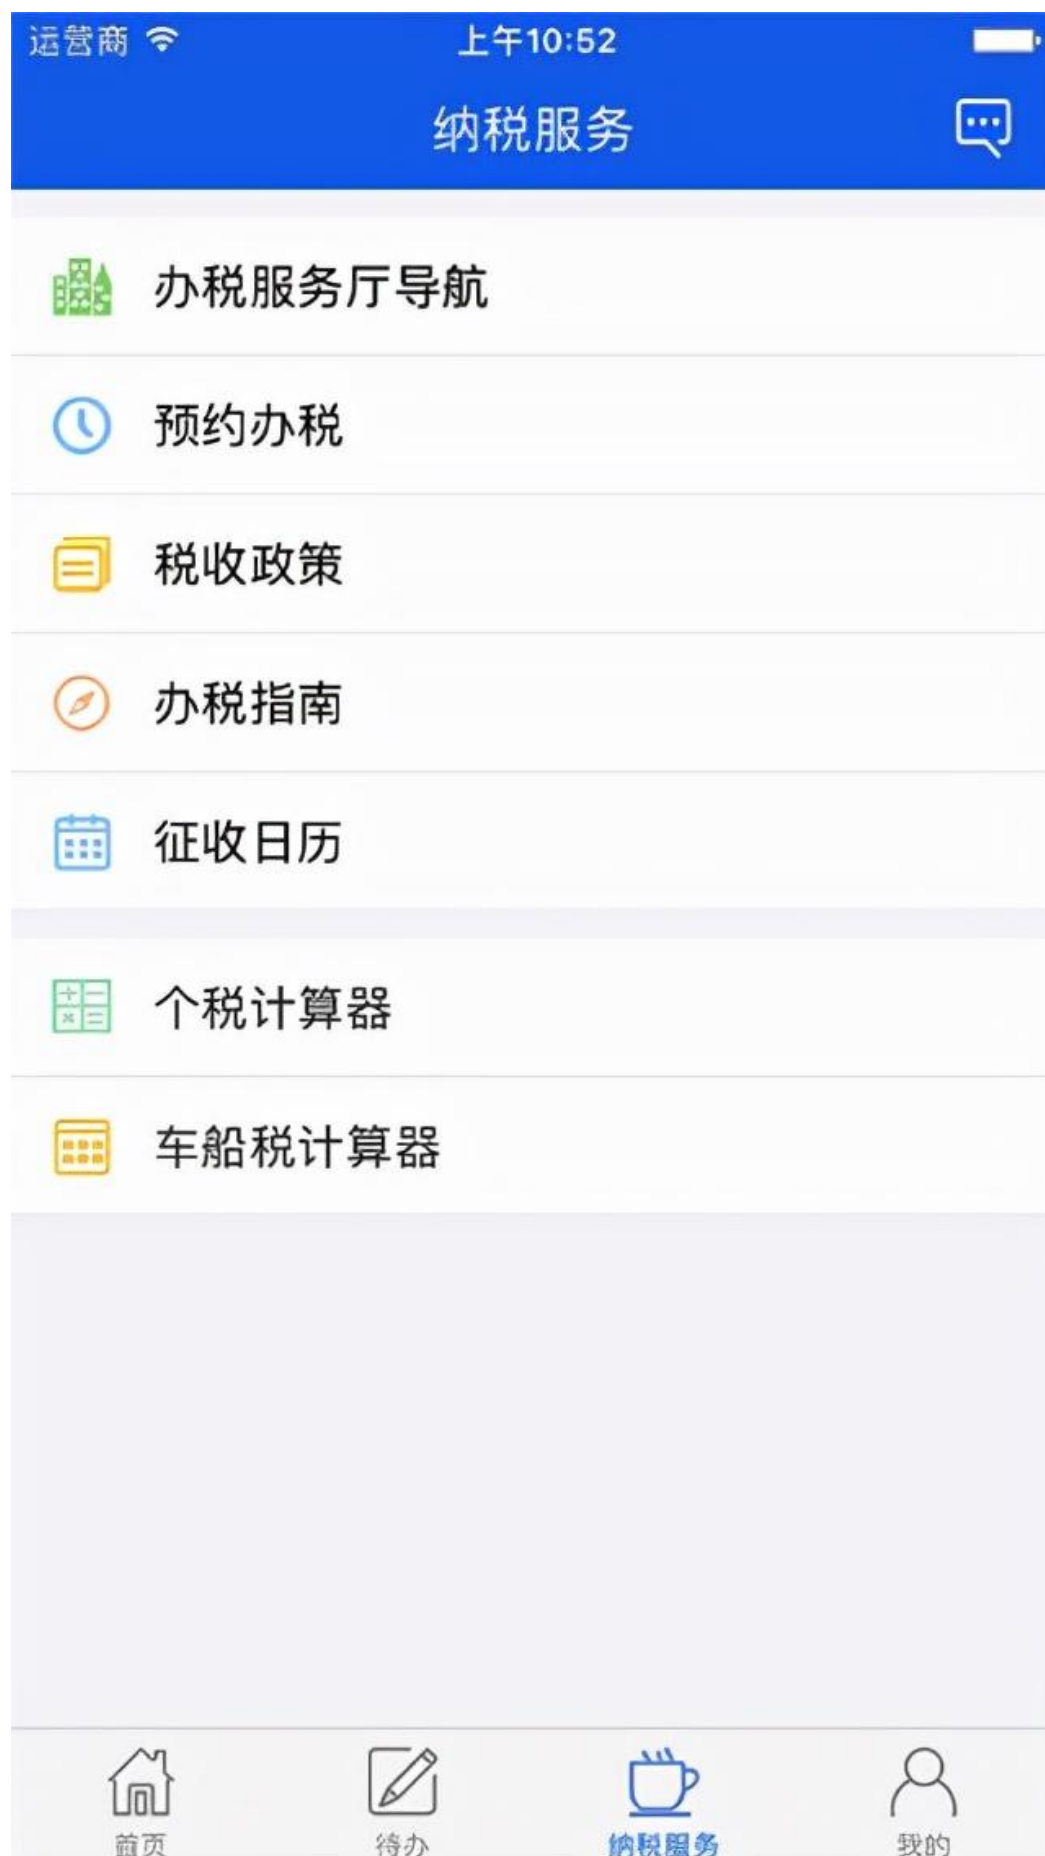 运营商
上午10:52
纳税服务
办税服务厅导航
预约办税
税收政策
办税指南
征收日历
个税计算器
车船税计算器
首页
待办
纳税服务
我的